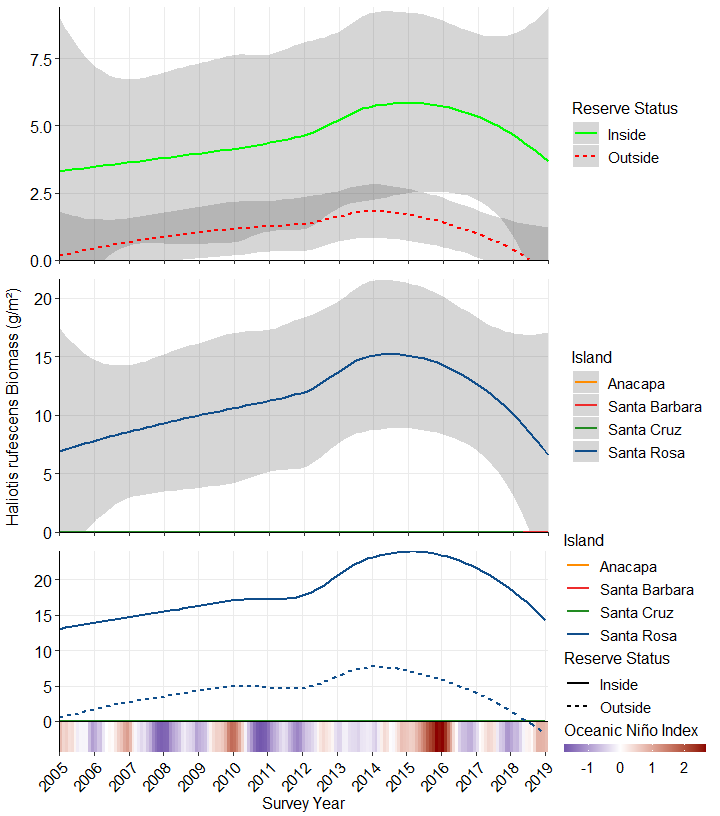 7.5
5.0
2.5
0.0
Reserve Status
Inside
Outside
Haliotis rufescens Biomass (g/m²)
20
15
10
5
0
Island
Anacapa
Santa Barbara
Santa Cruz
Santa Rosa
20
15
10
5
0
Island
Anacapa
Santa Barbara
Santa Cruz
Santa Rosa
Reserve Status
Inside
Outside
Oceanic Niño Index
-1 0 1 2
2005 2006 2007 2008 2009 2010 2011 2012 2013 2014 2015 2016 2017 2018 2019
Survey Year